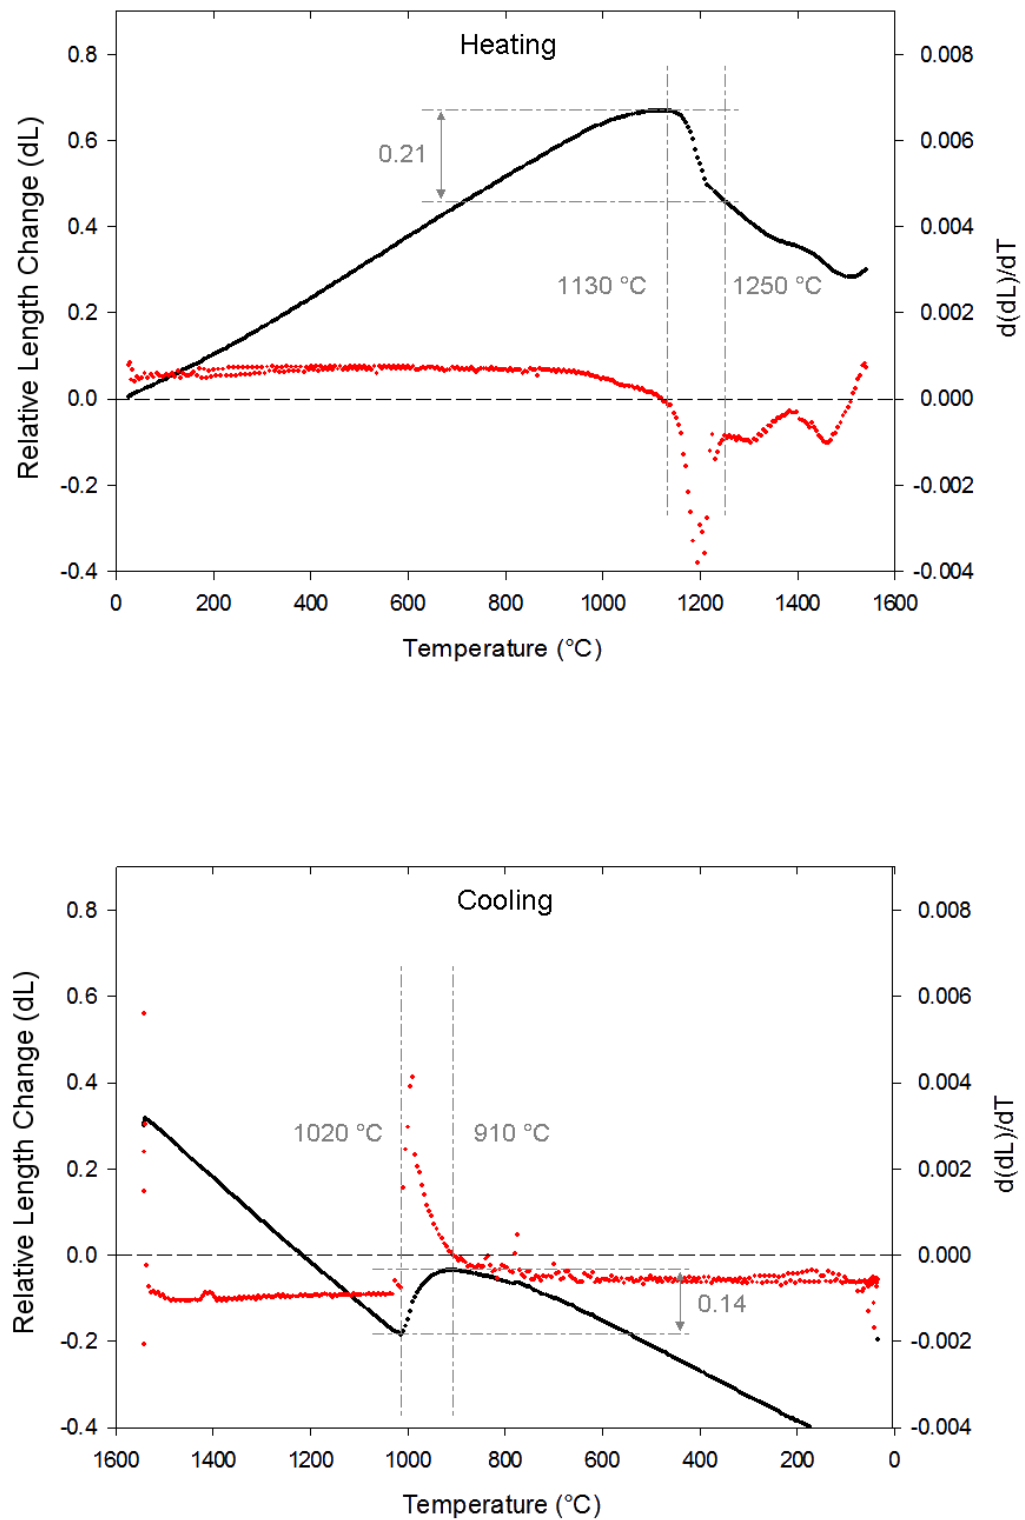 Heating
Relative Length Change (dL)
0.8
0.6
0.4
0.2
0.0
-0.2
-0.4
0.21
1130 °C
1250 °C
0.008
0.006
0.004
0.002
0.000
-0.002
-0.004
d(dL)/dT
0 200 400 600 800 1000 1200 1400 1600
Temperature (°C)
Cooling
Relative Length Change (dL)
0.8
0.6
0.4
0.2
0.0
-0.2
-0.4
1020 °C
910 °C
0.14
0.008
0.006
0.004
0.002
0.000
-0.002
-0.004
d(dL)/dT
1600 1400 1200 1000 800 600 400 200 0
Temperature (°C)